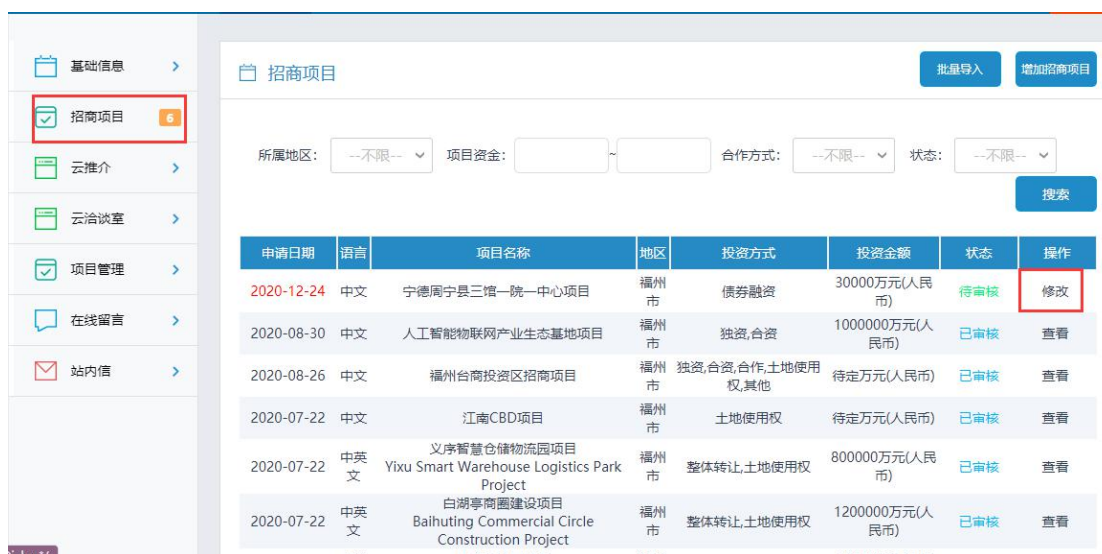 基础信息
招商项目 6
云推介
云洽谈室
项目管理
在线留言
站内信
招商项目
批量导入 增加招商项目
所属地区： --不限-- 项目资金： ~ 合作方式： --不限-- 状态： --不限--
搜索
申请日期 语言 项目名称 地区 投资方式 投资金额 状态 操作
2020-12-24 中文 宁德周宁县三馆一院一中心项目 福州市 债券融资 30000万元(人民币) 待审核 修改
2020-08-30 中文 人工智能物联网产业生态基地项目 福州市 独资,合资 1000000万元(人民币) 已审核 查看
2020-08-26 中文 福州台商投资区招商项目 福州市 独资,合资,合作,土地使用权,其他 待定万元(人民币) 已审核 查看
2020-07-22 中文 江南CBD项目 福州市 土地使用权 待定万元(人民币) 已审核 查看
2020-07-22 中英文 义序智慧仓储物流园项目
Yixu Smart Warehouse Logistics Park
Project 福州市 整体转让,土地使用权 800000万元(人民币) 已审核 查看
2020-07-22 中英文 白湖亭商圈建设项目
Baihuting Commercial Circle
Construction Project 福州市 整体转让,土地使用权 1200000万元(人民币) 已审核 查看